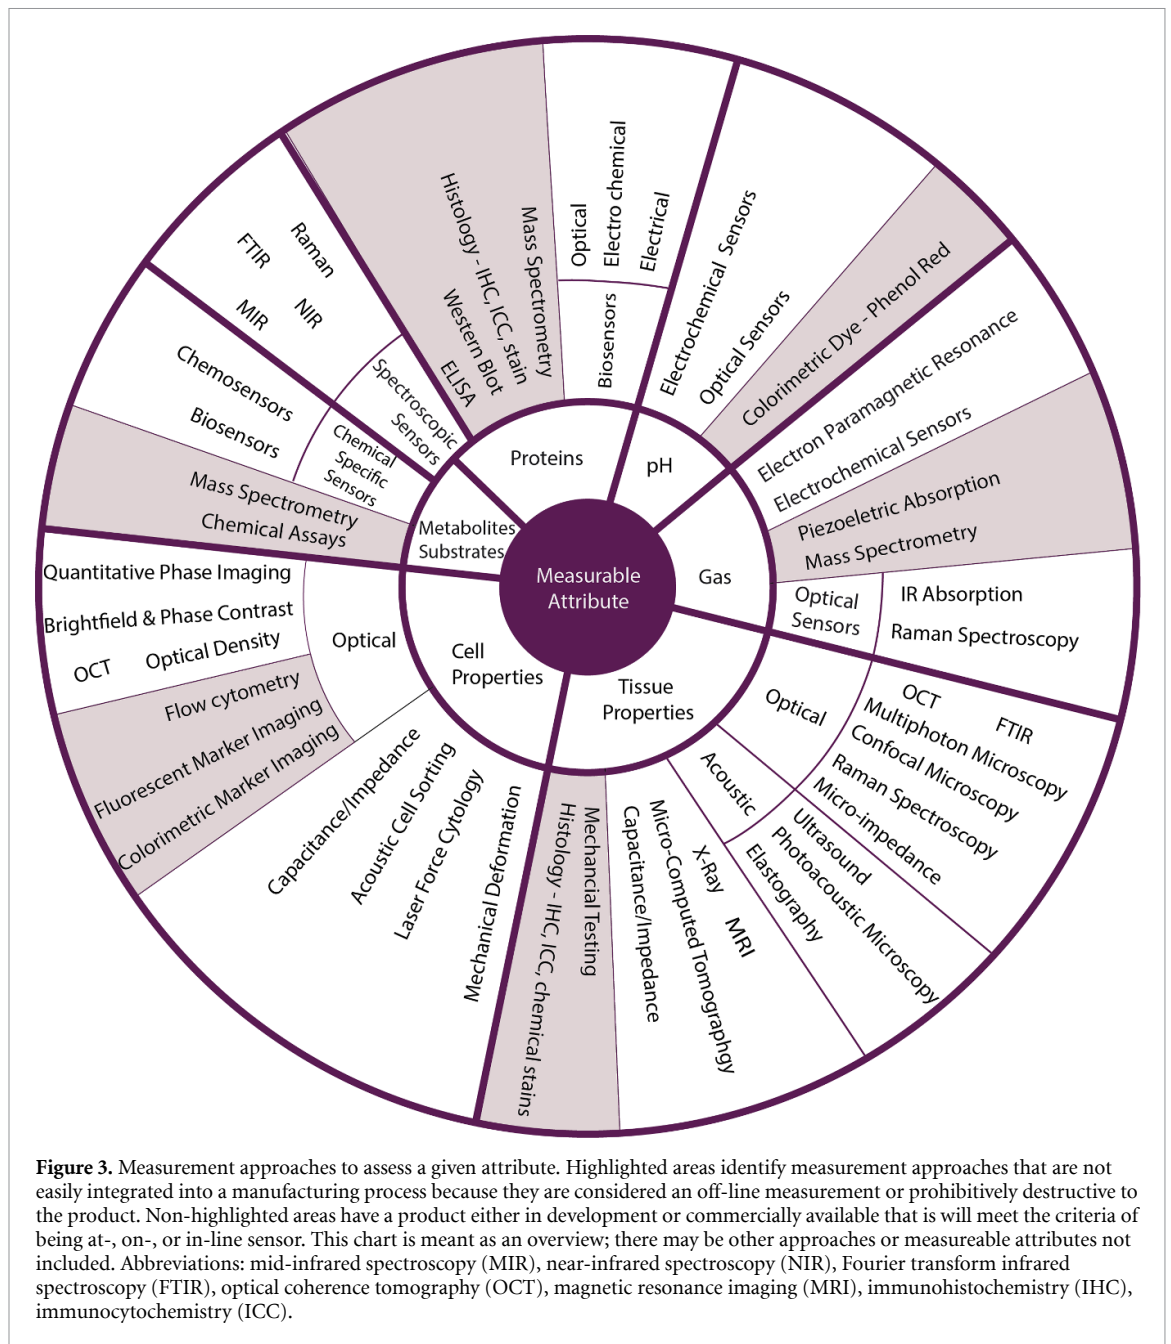 Measurable
Attribute
Proteins
Histology - IHC, ICC, stain
Mass Spectrometry
Western Blot
ELISA
Optical
Electro chemical
Electrical
Biosensors
pH
Electrochemical Sensors
Optical Sensors
Colorimetric Dye - Phenol Red
Gas
Electron Paramagnetic Resonance
Electrochemical Sensors
Piezoeletric Absorption
Mass Spectrometry
Optical
Sensors
IR Absorption
Raman Spectroscopy
Tissue
Properties
Optical
OCT
FTIR
Multiphoton Microscopy
Confocal Microscopy
Raman Spectroscopy
Micro-impedance
Acoustic
Ultrasound
Photoacoustic Microscopy
Elastography
X-Ray
MRI
Micro-Computed Tomographgy
Capacitance/Impedance
Mechancial Testing
Histology - IHC, ICC, chemical stains
Cell
Properties
Mechanical Deformation
Laser Force Cytology
Acoustic Cell Sorting
Capacitance/Impedance
Optical
Quantitative Phase Imaging
Brightfield & Phase Contrast
OCT
Optical Density
Flow cytometry
Fluorescent Marker Imaging
Colorimetric Marker Imaging
Metabolites
Substrates
Mass Spectrometry
Chemical Assays
Chemical
Specific
Sensors
Chemosensors
Biosensors
Spectroscopic
Sensors
FTIR
Raman
MIR
NIR
Figure 3. Measurement approaches to assess a given attribute. Highlighted areas identify measurement approaches that are not
easily integrated into a manufacturing process because they are considered an off-line measurement or prohibitively destructive to
the product. Non-highlighted areas have a product either in development or commercially available that is will meet the criteria of
being at-, on-, or in-line sensor. This chart is meant as an overview; there may be other approaches or measureable attributes not
included. Abbreviations: mid-infrared spectroscopy (MIR), near-infrared spectroscopy (NIR), Fourier transform infrared
spectroscopy (FTIR), optical coherence tomography (OCT), magnetic resonance imaging (MRI), immunohistochemistry (IHC),
immunocytochemistry (ICC).